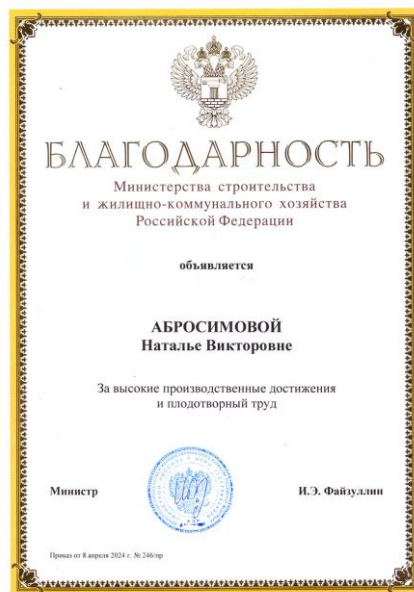 БЛАГОДАРНОСТЬ
Министерства строительства
и жилищно-коммунального хозяйства
Российской Федерации
объявляется
АБРОСИМОВОЙ
Наталье Викторовне
За высокие производственные достижения
и плодотворный труд
Министр И.Э. Файзуллин
Приказ от 8 апреля 2024 г. № 246/пр